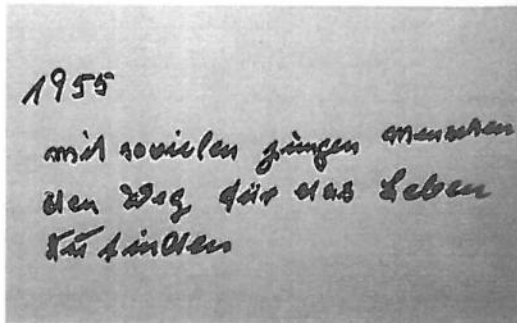 1955
mit sovielen jungen menschen
den Weg für das Leben
zu finden